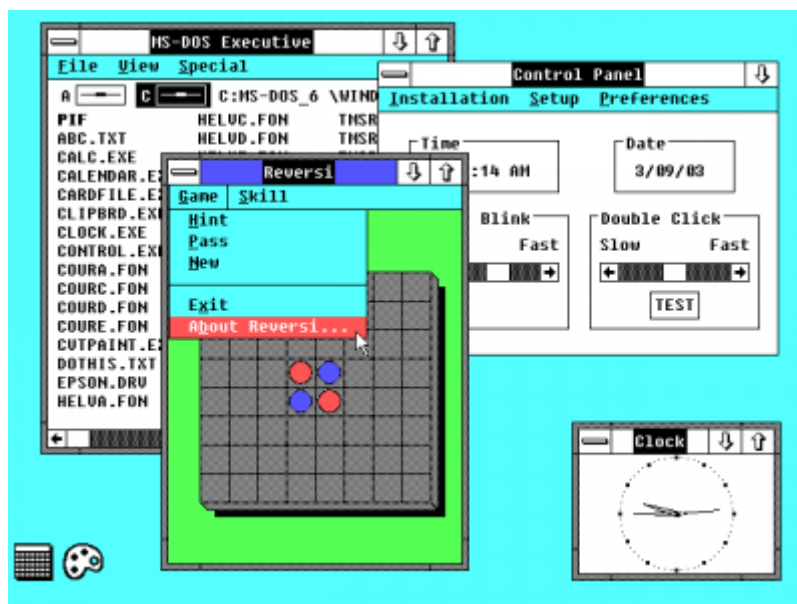 MS-DOS Executive
File View Special
A C C:MS-DOS_6 \WIND
PIF HELVC.FON TMSR
ABC.TXT HELVD.FON TMSR
CALC.EXE
CALENDAR.E
CARDFILE.E
CLIPBRD.EX
CLOCK.EXE
CONTROL.EX
COURA.FON
COURC.FON
COURD.FON
COURE.FON
CVTPAINT.E
DOTHIS.TXT
EPSON.DRV
HELVA.FON
Control Panel
Installation Setup Preferences
Time
:14 AM
Date
3/09/03
Blink
Fast
Double Click
Slow Fast
TEST
Reversi
Game Skill
Hint
Pass
New
Exit
About Reversi...
Clock